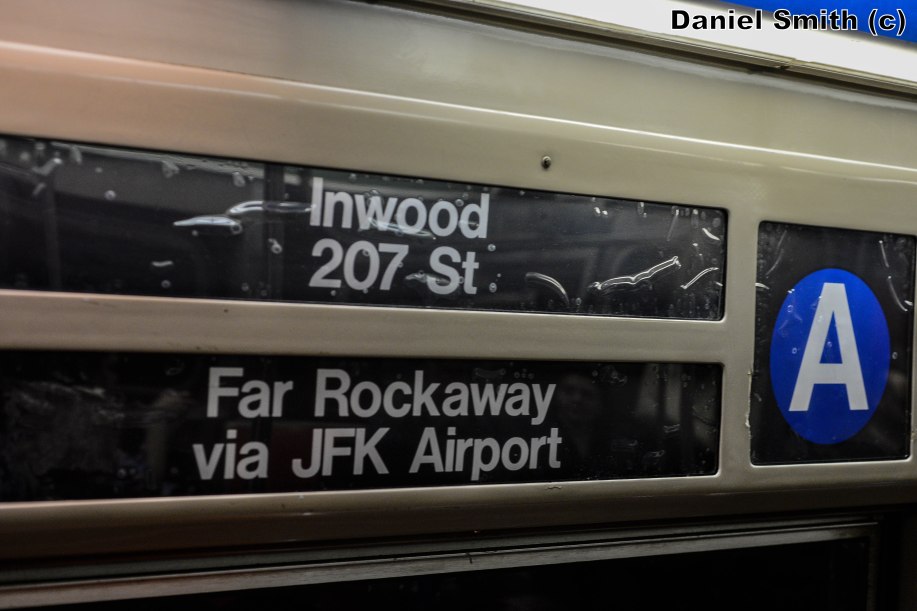 Daniel Smith (c)
Inwood
207 St
Far Rockaway
via JFK Airport
A